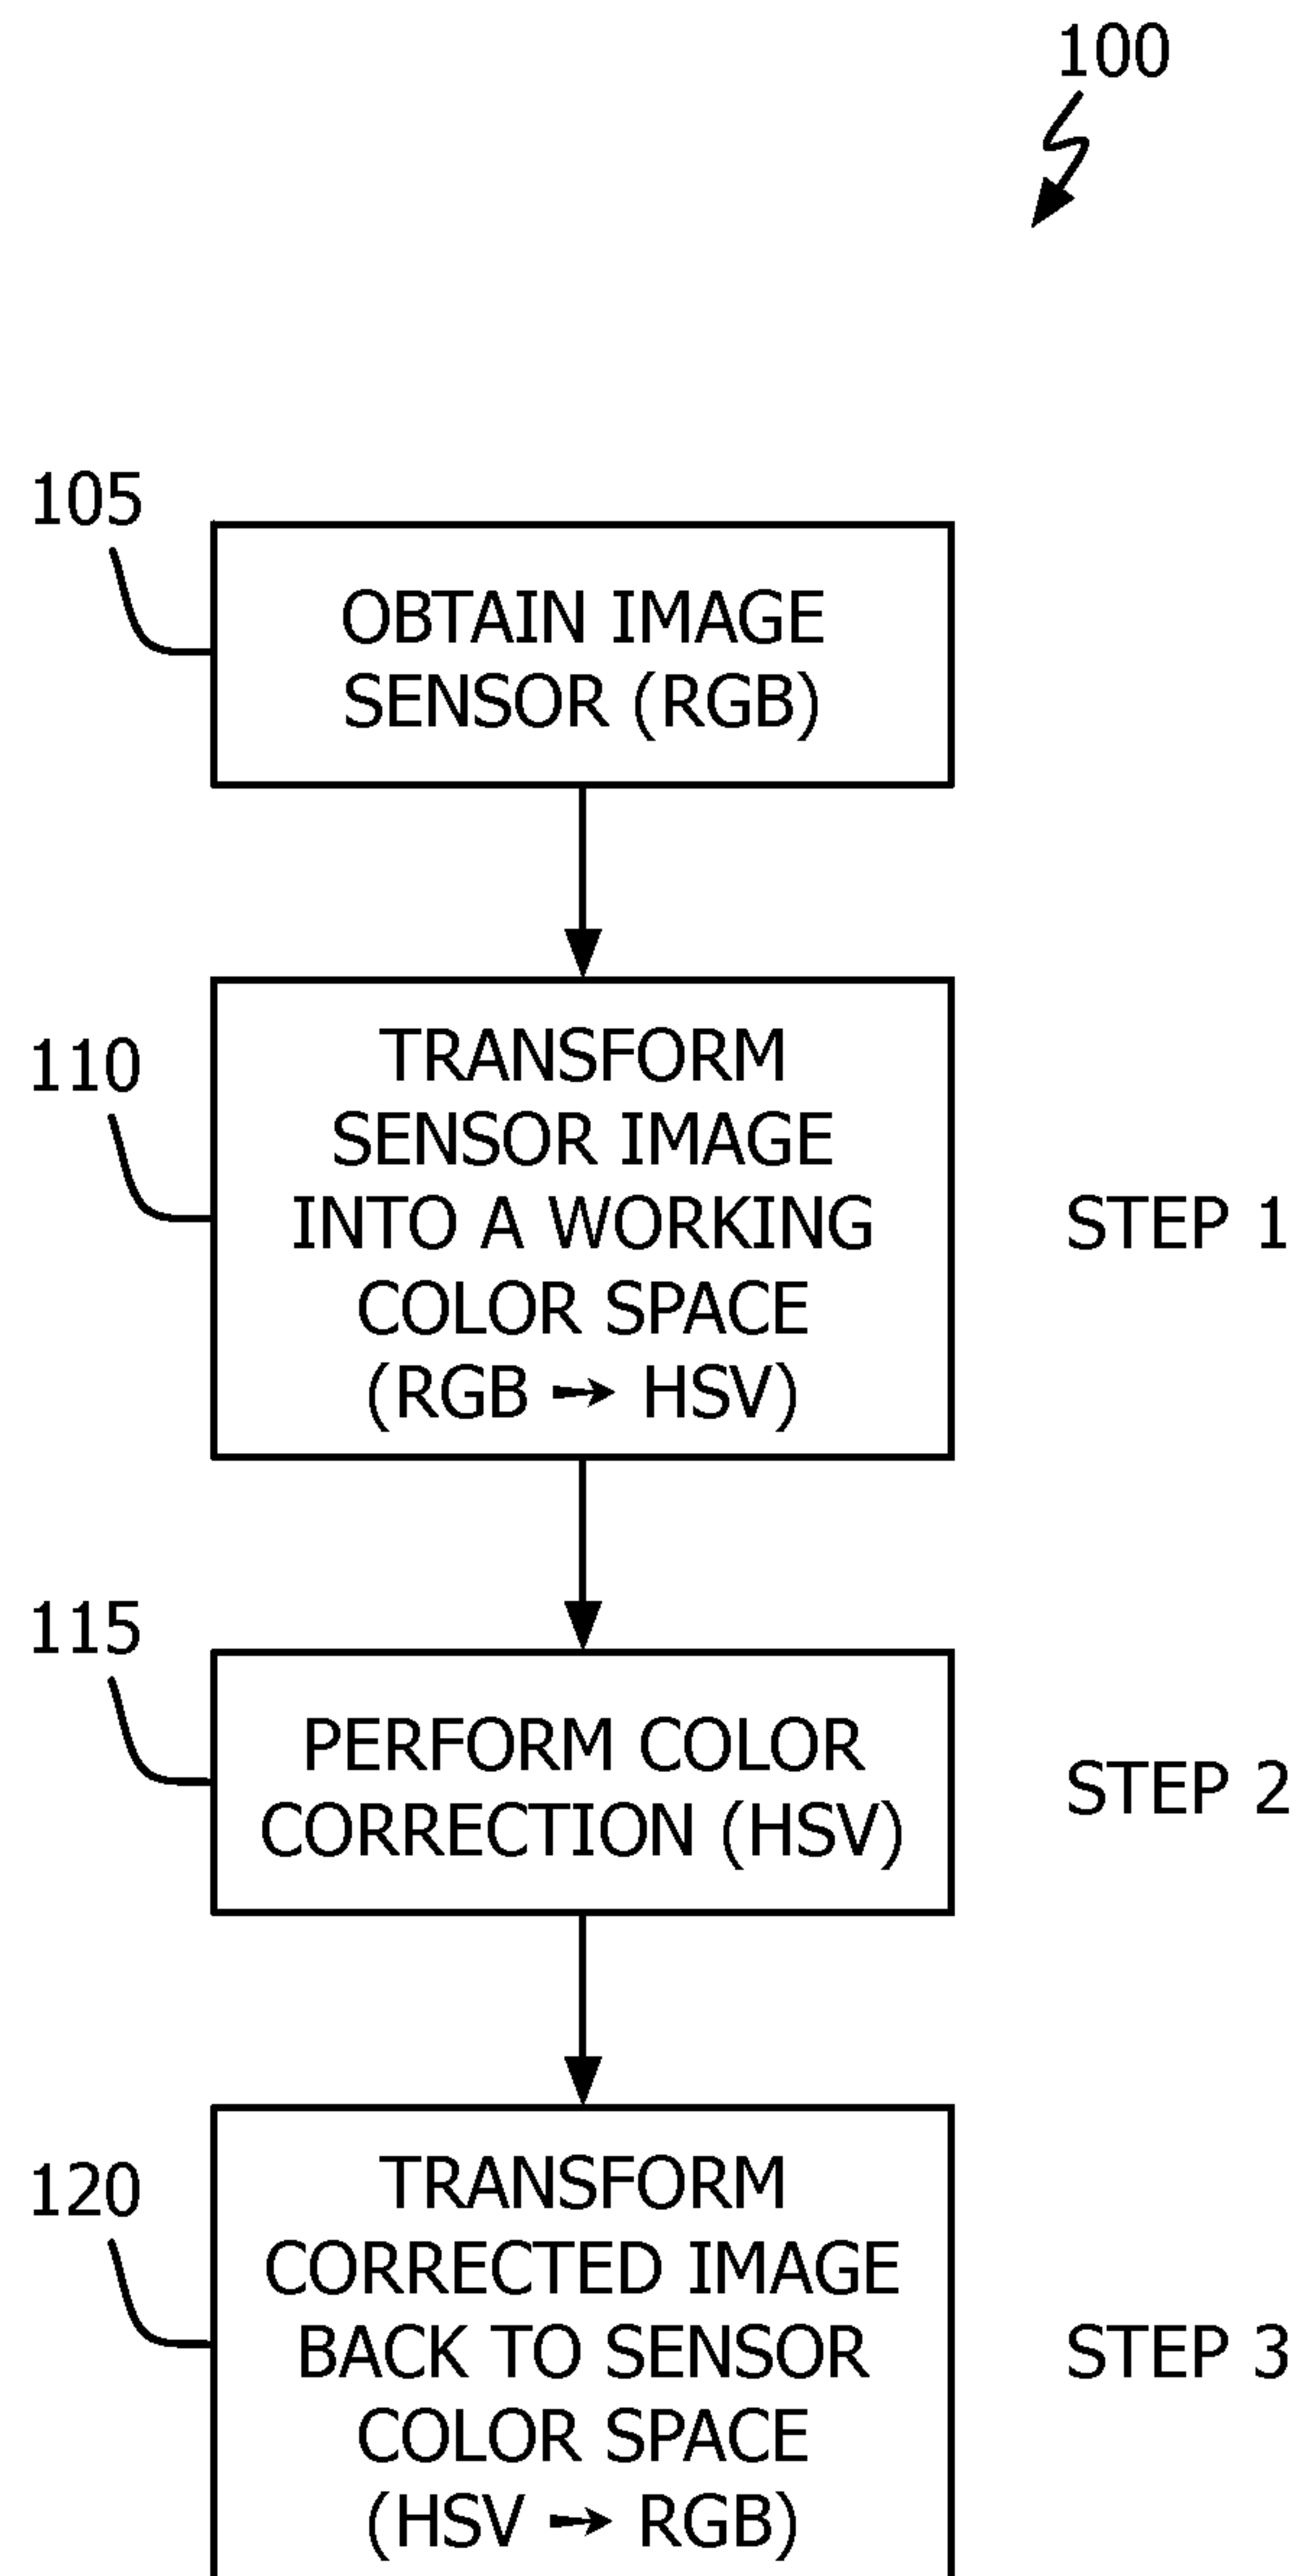 100
105
OBTAIN IMAGE
SENSOR (RGB)
110
TRANSFORM
SENSOR IMAGE
INTO A WORKING
COLOR SPACE
(RGB → HSV)
STEP 1
115
PERFORM COLOR
CORRECTION (HSV)
STEP 2
120
TRANSFORM
CORRECTED IMAGE
BACK TO SENSOR
COLOR SPACE
(HSV → RGB)
STEP 3